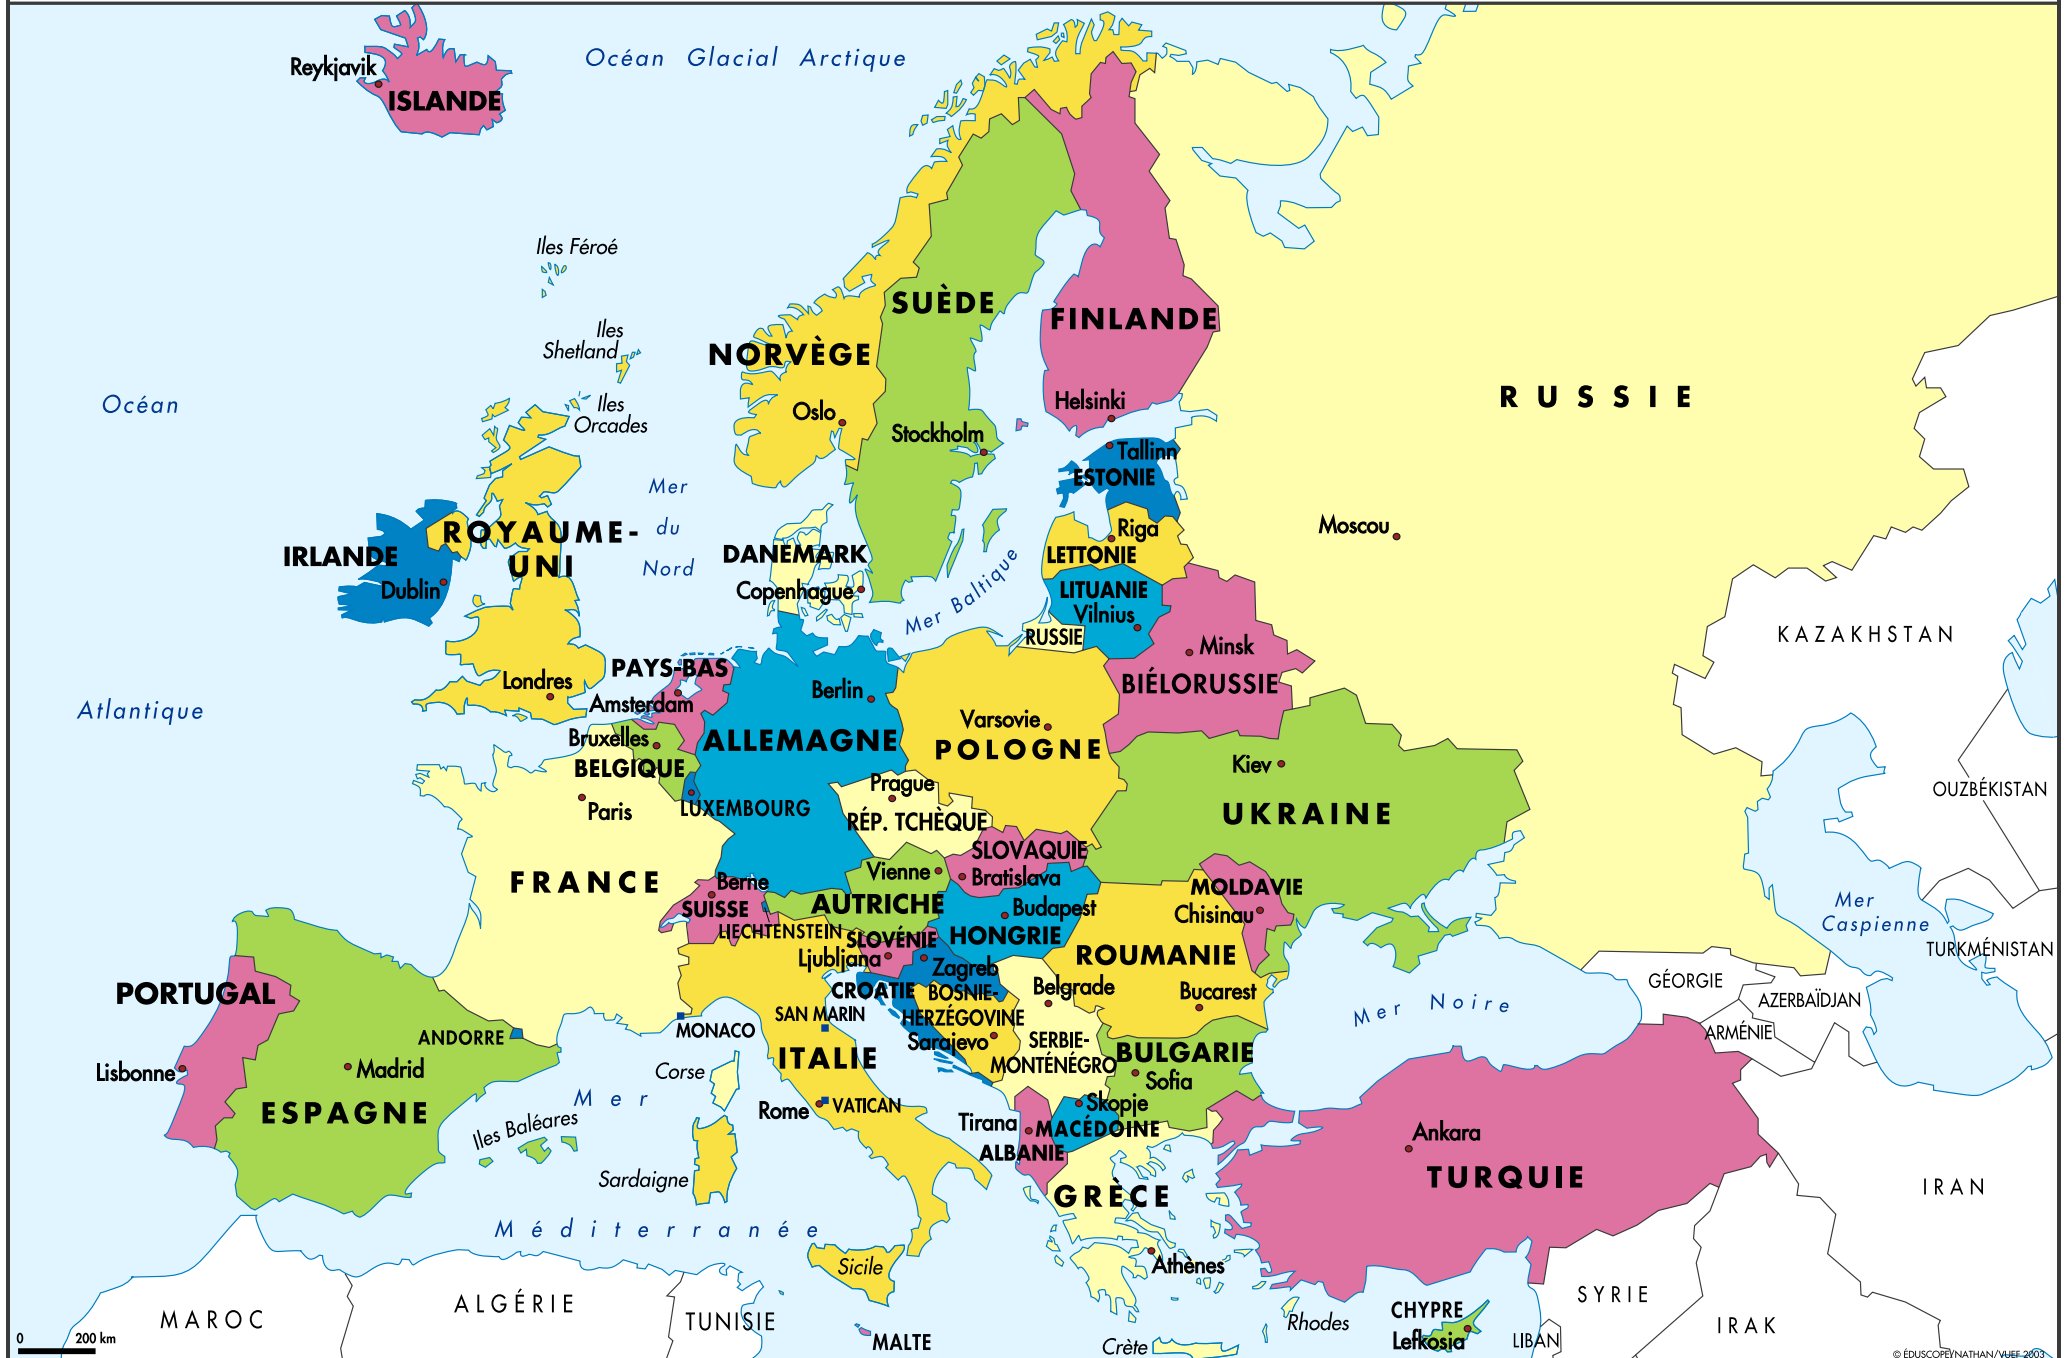 Océan Glacial Arctique
Reykjavik
ISLANDE
Iles Féroé
SUÈDE
FINLANDE
Iles
Shetland
NORVÈGE
RUSSIE
Océan
Iles
Orcades
Oslo
Helsinki
Stockholm
Tallinn
ESTONIE
Mer
du
Nord
Moscou
ROYAUME-
UNI
IRLANDE
Dublin
DANEMARK
Copenhague
Riga
LETTONIE
Mer Baltique
LITUANIE
Vilnius
RUSSIE
Minsk
BIÉLORUSSIE
KAZAKHSTAN
Londres
PAYS-BAS
Amsterdam
Berlin
Atlantique
Bruxelles
BELGIQUE
ALLEMAGNE
Varsovie
POLOGNE
Kiev
UKRAINE
OUZBÉKISTAN
Paris
LUXEMBOURG
Prague
RÉP. TCHÈQUE
SLOVAQUIE
Bratislava
FRANCE
Berne
SUISSE
Vienne
AUTRICHE
LIECHTENSTEIN
Budapest
HONGRIE
MOLDAVIE
Chisinau
Mer
Caspienne
TURKMÉNISTAN
SLOVÉNIE
Ljubljana
Zagreb
CROATIE
ROUMANIE
Bucarest
GÉORGIE
AZERBAÏDJAN
ARMÉNIE
PORTUGAL
Lisbonne
ANDORRE
Madrid
ESPAGNE
MONACO
SAN MARIN
ITALIE
BOSNIE-
HERZÉGOVINE
Sarajevo
Belgrade
SERBIE-
MONTÉNÉGRO
BULGARIE
Sofia
Mer Noire
Corse
Mer
Iles Baléares
Rome
VATICAN
Tirana
Skopje
MACÉDOINE
ALBANIE
Ankara
TURQUIE
Sardaigne
GRÈCE
IRAN
Méditerranée
Sicile
Athènes
MAROC
ALGÉRIE
TUNISIE
MALTE
Crète
Rhodes
CHYPRE
Lefkosia
LIBAN
SYRIE
IRAK
0 200 km
© ÉDUSCOPE/NATHAN/VUEF 2003